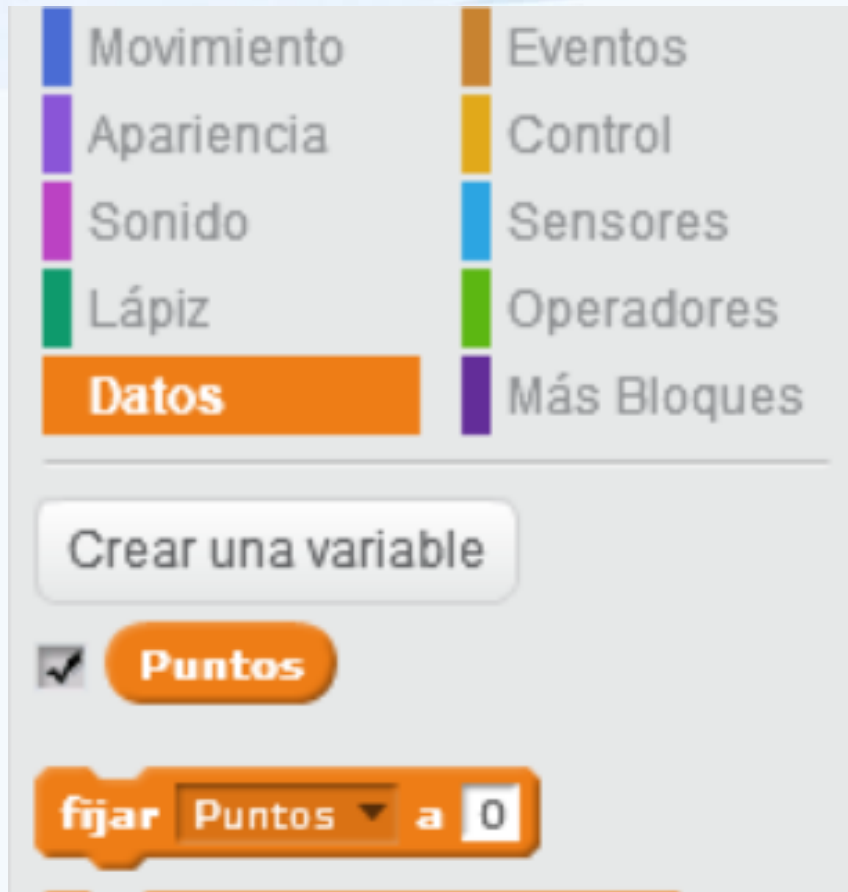 Movimiento
Eventos
Apariencia
Control
Sonido
Sensores
Lápiz
Operadores
Datos
Más Bloques
Crear una variable
Puntos
fijar Puntos a 0